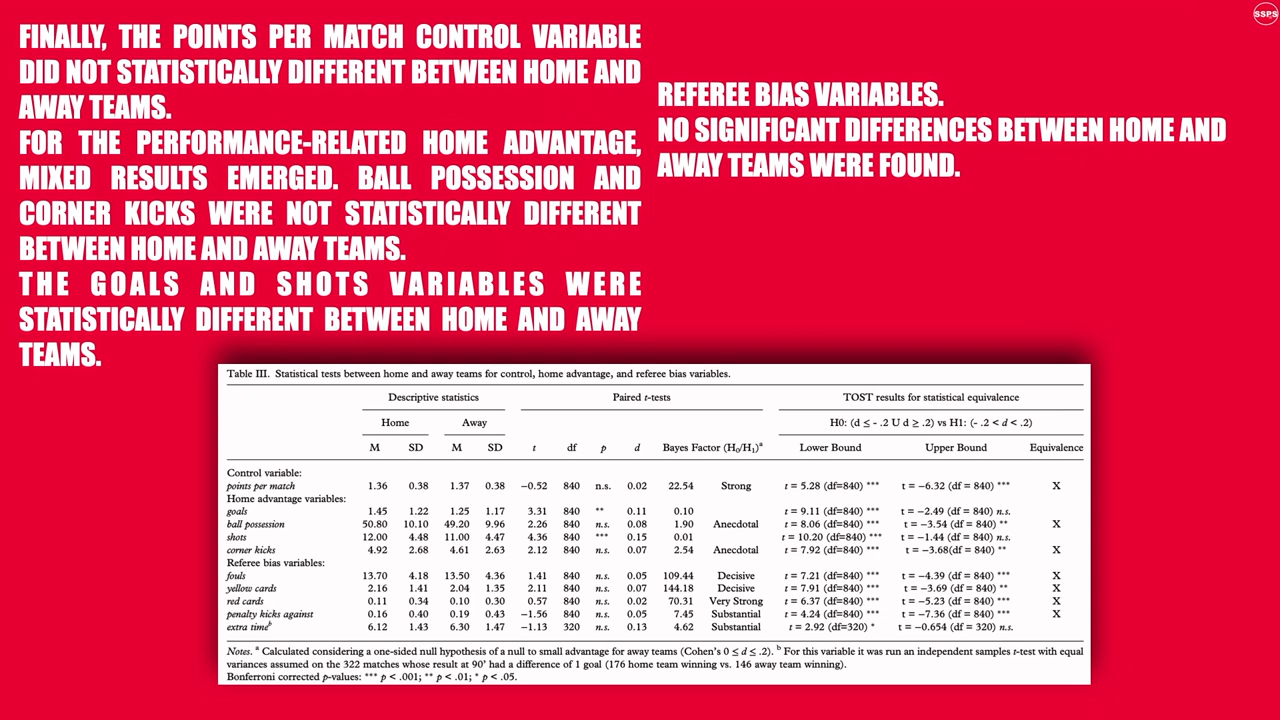 SSPS
FINALLY, THE POINTS PER MATCH CONTROL VARIABLE
DID NOT STATISTICALLY DIFFERENT BETWEEN HOME AND
AWAY TEAMS.
FOR THE PERFORMANCE-RELATED HOME ADVANTAGE,
MIXED RESULTS EMERGED. BALL POSSESSION AND
CORNER KICKS WERE NOT STATISTICALLY DIFFERENT
BETWEEN HOME AND AWAY TEAMS.
THE GOALS AND SHOTS VARIABLES WERE
STATISTICALLY DIFFERENT BETWEEN HOME AND AWAY
TEAMS.
REFEREE BIAS VARIABLES.
NO SIGNIFICANT DIFFERENCES BETWEEN HOME AND
AWAY TEAMS WERE FOUND.
Table III. Statistical tests between home and away teams for control, home advantage, and referee bias variables.
Descriptive statistics Paired t-tests TOST results for statistical equivalence
Home Away H0: (d ≤ - .2 U d ≥ .2) vs H1: (- .2 < d < .2)
M SD M SD t df p d Bayes Factor (H₀/H₁)ᵃ Lower Bound Upper Bound Equivalence
Control variable:
points per match 1.36 0.38 1.37 0.38 −0.52 840 n.s. 0.02 22.54 Strong t = 5.28 (df=840) *** t = −6.32 (df = 840) *** X
Home advantage variables:
goals 1.45 1.22 1.25 1.17 3.31 840 ** 0.11 0.10 t = 9.11 (df=840) *** t = −2.49 (df = 840) n.s.
ball possession 50.80 10.10 49.20 9.96 2.26 840 n.s. 0.08 1.90 Anecdotal t = 8.06 (df=840) *** t = −3.54 (df = 840) ** X
shots 12.00 4.48 11.00 4.47 4.36 840 *** 0.15 0.01 t = 10.20 (df=840) *** t = −1.44 (df = 840) n.s.
corner kicks 4.92 2.68 4.61 2.63 2.12 840 n.s. 0.07 2.54 Anecdotal t = 7.92 (df=840) *** t = −3.68(df = 840) ** X
Referee bias variables:
fouls 13.70 4.18 13.50 4.36 1.41 840 n.s. 0.05 109.44 Decisive t = 7.21 (df=840) *** t = −4.39 (df = 840) *** X
yellow cards 2.16 1.41 2.04 1.35 2.11 840 n.s. 0.07 144.18 Decisive t = 7.91 (df=840) *** t = −3.69 (df = 840) ** X
red cards 0.11 0.34 0.10 0.30 0.57 840 n.s. 0.02 70.31 Very Strong t = 6.37 (df=840) *** t = −5.23 (df = 840) *** X
penalty kicks against 0.16 0.40 0.19 0.43 −1.56 840 n.s. 0.05 7.45 Substantial t = 4.24 (df=840) *** t = −7.36 (df = 840) *** X
extra timeᵇ 6.12 1.43 6.30 1.47 −1.13 320 n.s. 0.13 4.62 Substantial t = 2.92 (df=320) * t = −0.654 (df = 320) n.s.
Notes. ᵃ Calculated considering a one-sided null hypothesis of a null to small advantage for away teams (Cohen's 0 ≤ d ≤ .2). ᵇ For this variable it was run an independent samples t-test with equal
variances assumed on the 322 matches whose result at 90' had a difference of 1 goal (176 home team winning vs. 146 away team winning).
Bonferroni corrected p-values: *** p < .001; ** p < .01; * p < .05.